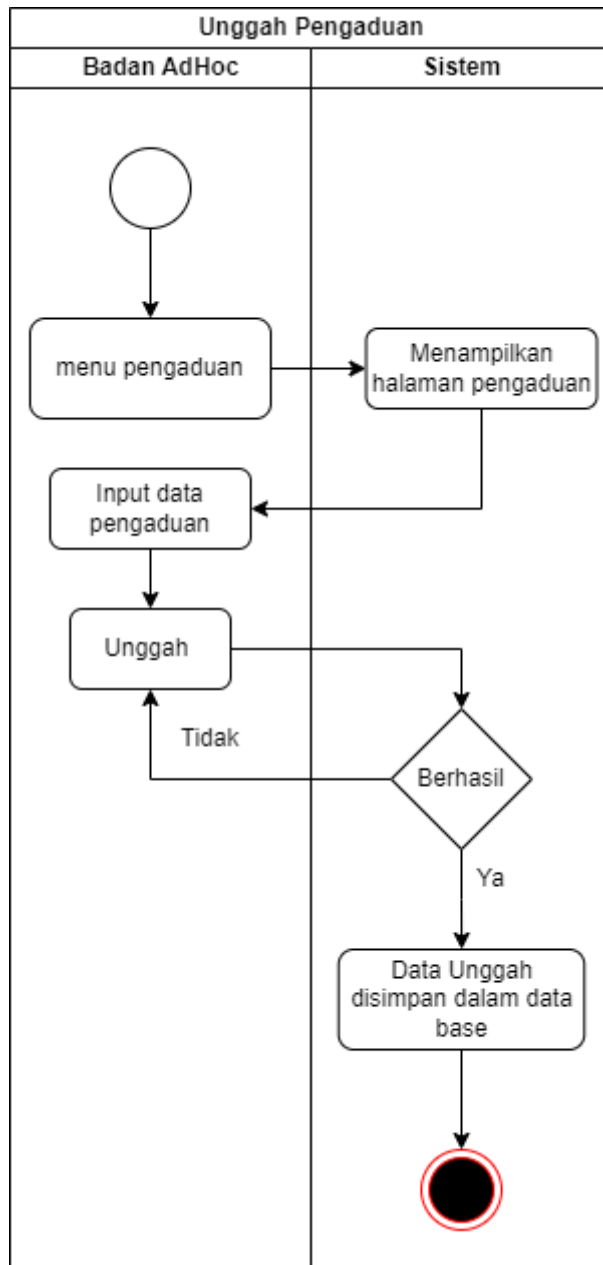 Unggah Pengaduan
Badan AdHoc
Sistem
menu pengaduan
Menampilkan
halaman pengaduan
Input data
pengaduan
Unggah
Tidak
Berhasil
Ya
Data Unggah
disimpan dalam data
base